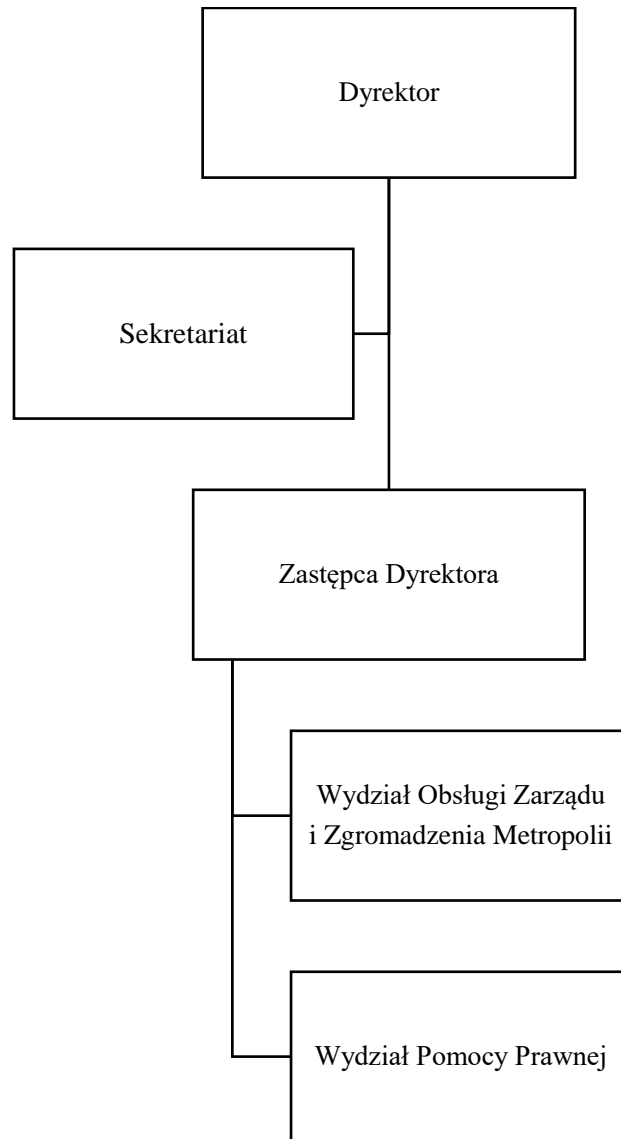 Dyrektor
Sekretariat
Zastępca Dyrektora
Wydział Obsługi Zarządu
i Zgromadzenia Metropolii
Wydział Pomocy Prawnej